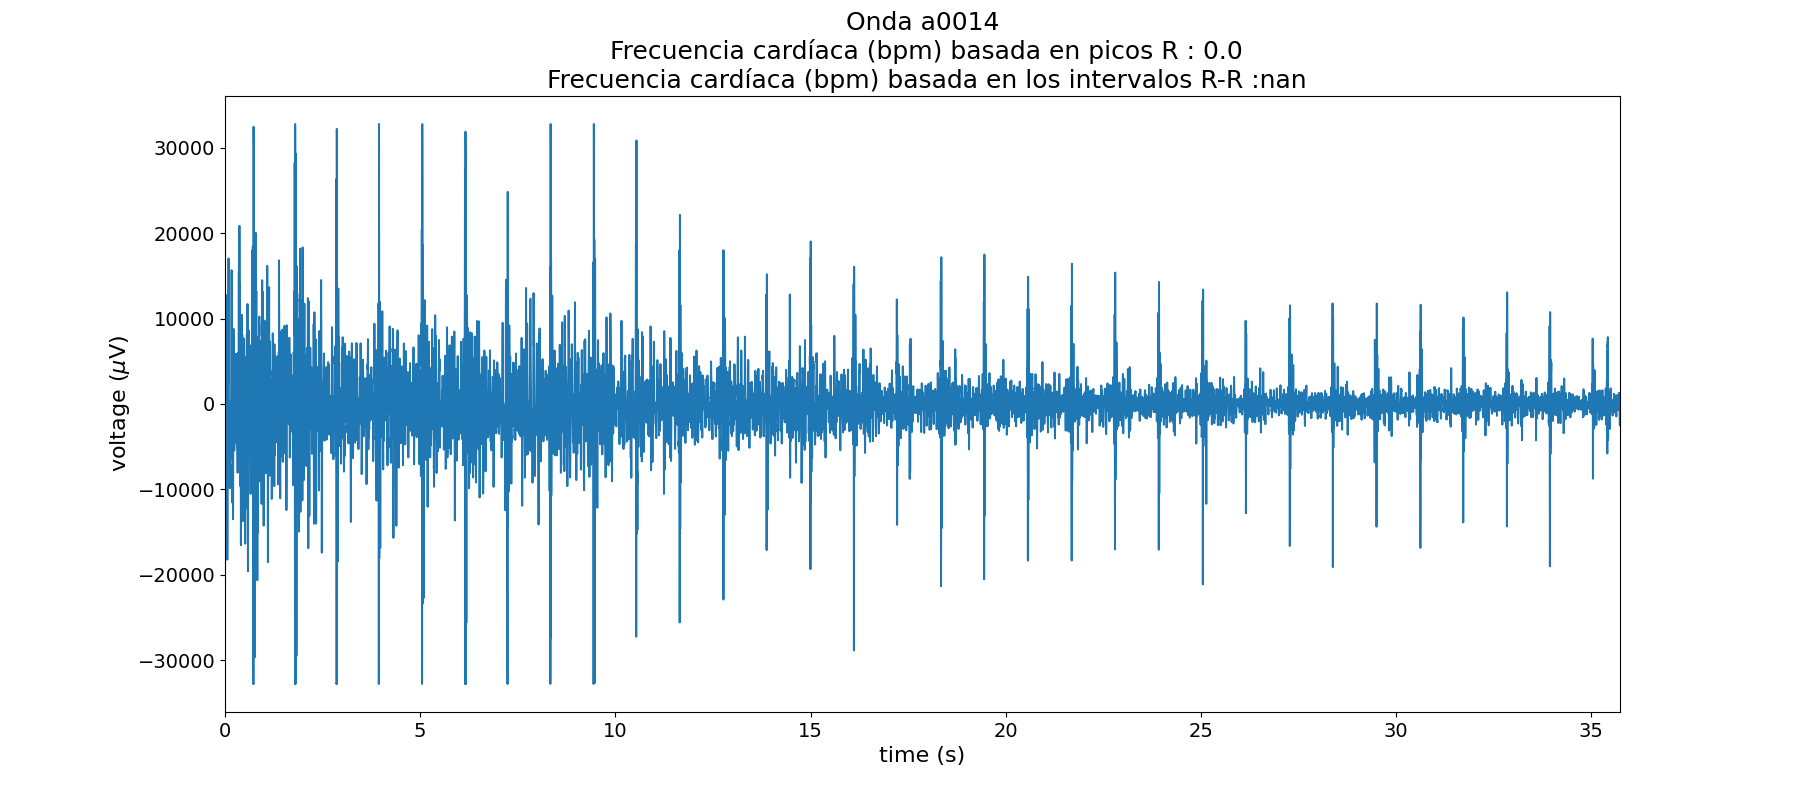 Onda a0014
Frecuencia cardíaca (bpm) basada en picos R : 0.0
Frecuencia cardíaca (bpm) basada en los intervalos R-R :nan
30000
20000
10000
0
−10000
−20000
−30000
voltage (μV)
0 5 10 15 20 25 30 35
time (s)